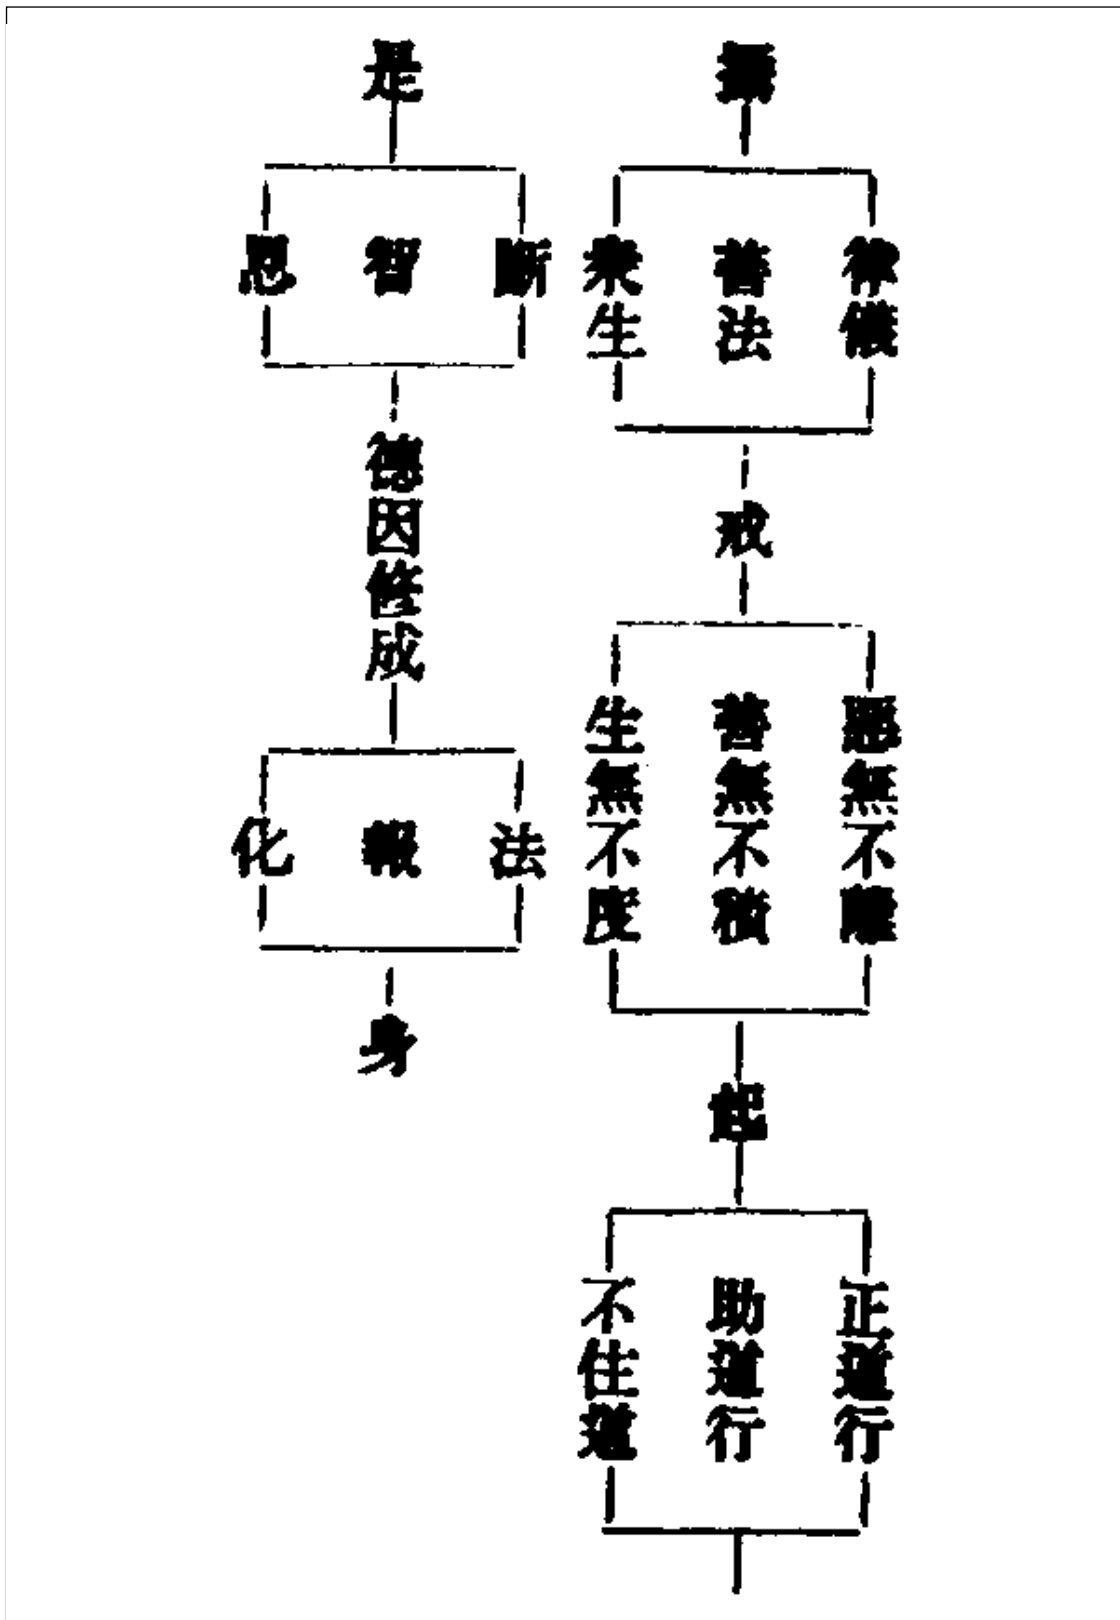 攝
律儀
善法
衆生
戒
惡無不離
善無不積
生無不度
起
正道行
助道行
不住道
是
斷
智
恩
德因修成
法
報
化
身